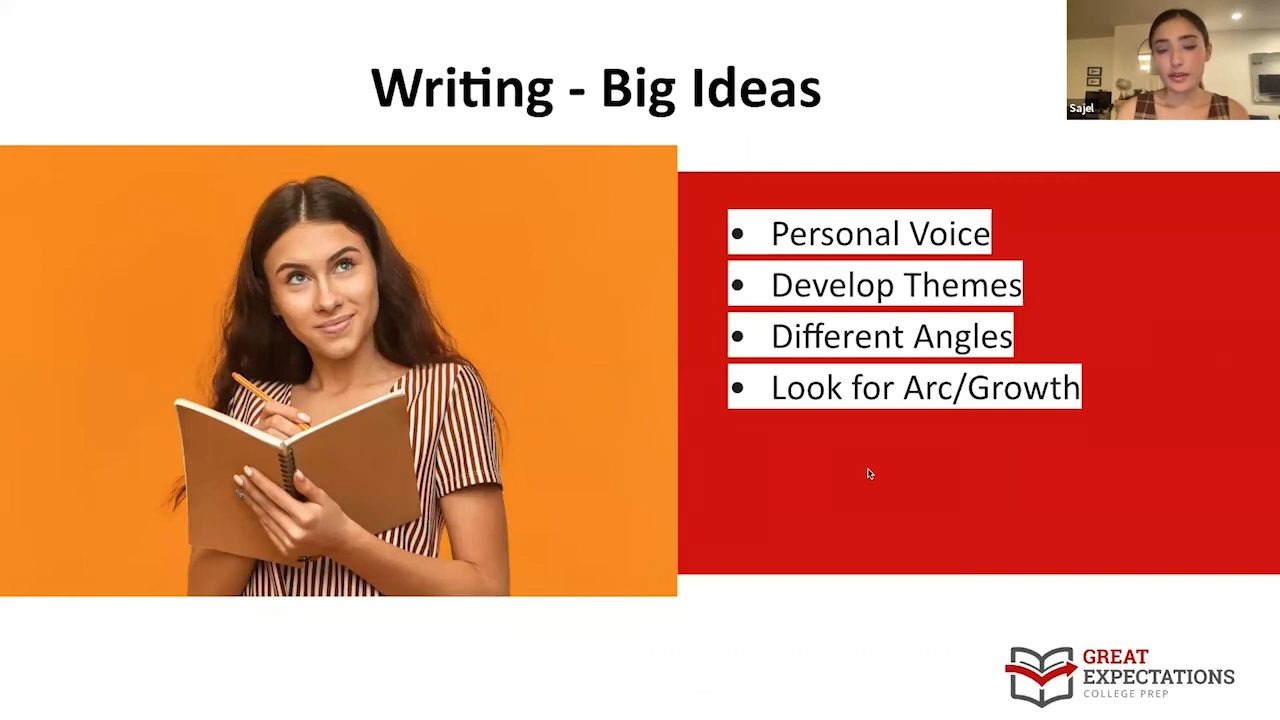 Writing - Big Ideas
Sajel
• Personal Voice
• Develop Themes
• Different Angles
• Look for Arc/Growth
GREAT
EXPECTATIONS
COLLEGE PREP